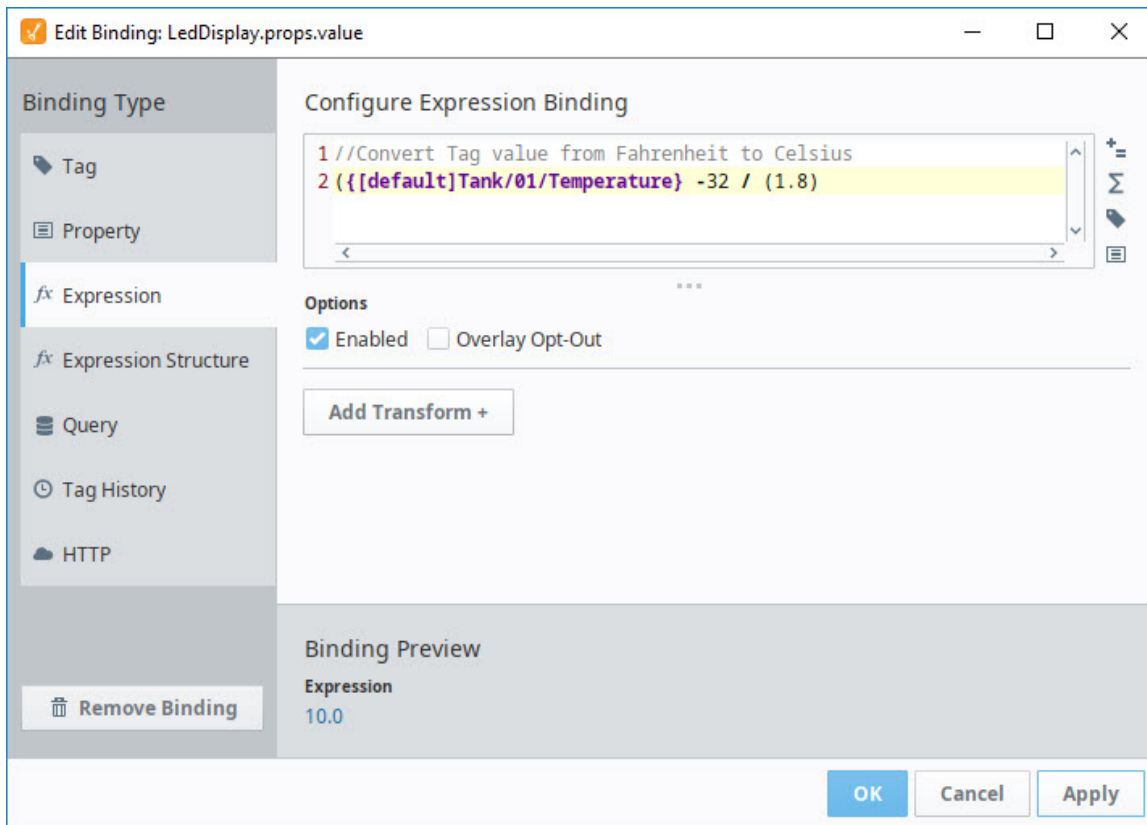 Edit Binding: LedDisplay.props.value
Binding Type
Tag
Property
fx Expression
fx Expression Structure
Query
Tag History
HTTP
Remove Binding
Configure Expression Binding
1 //Convert Tag value from Fahrenheit to Celsius
2 ({[default]Tank/01/Temperature} -32 / (1.8)
Options
Enabled Overlay Opt-Out
Add Transform +
Binding Preview
Expression
10.0
OK Cancel Apply